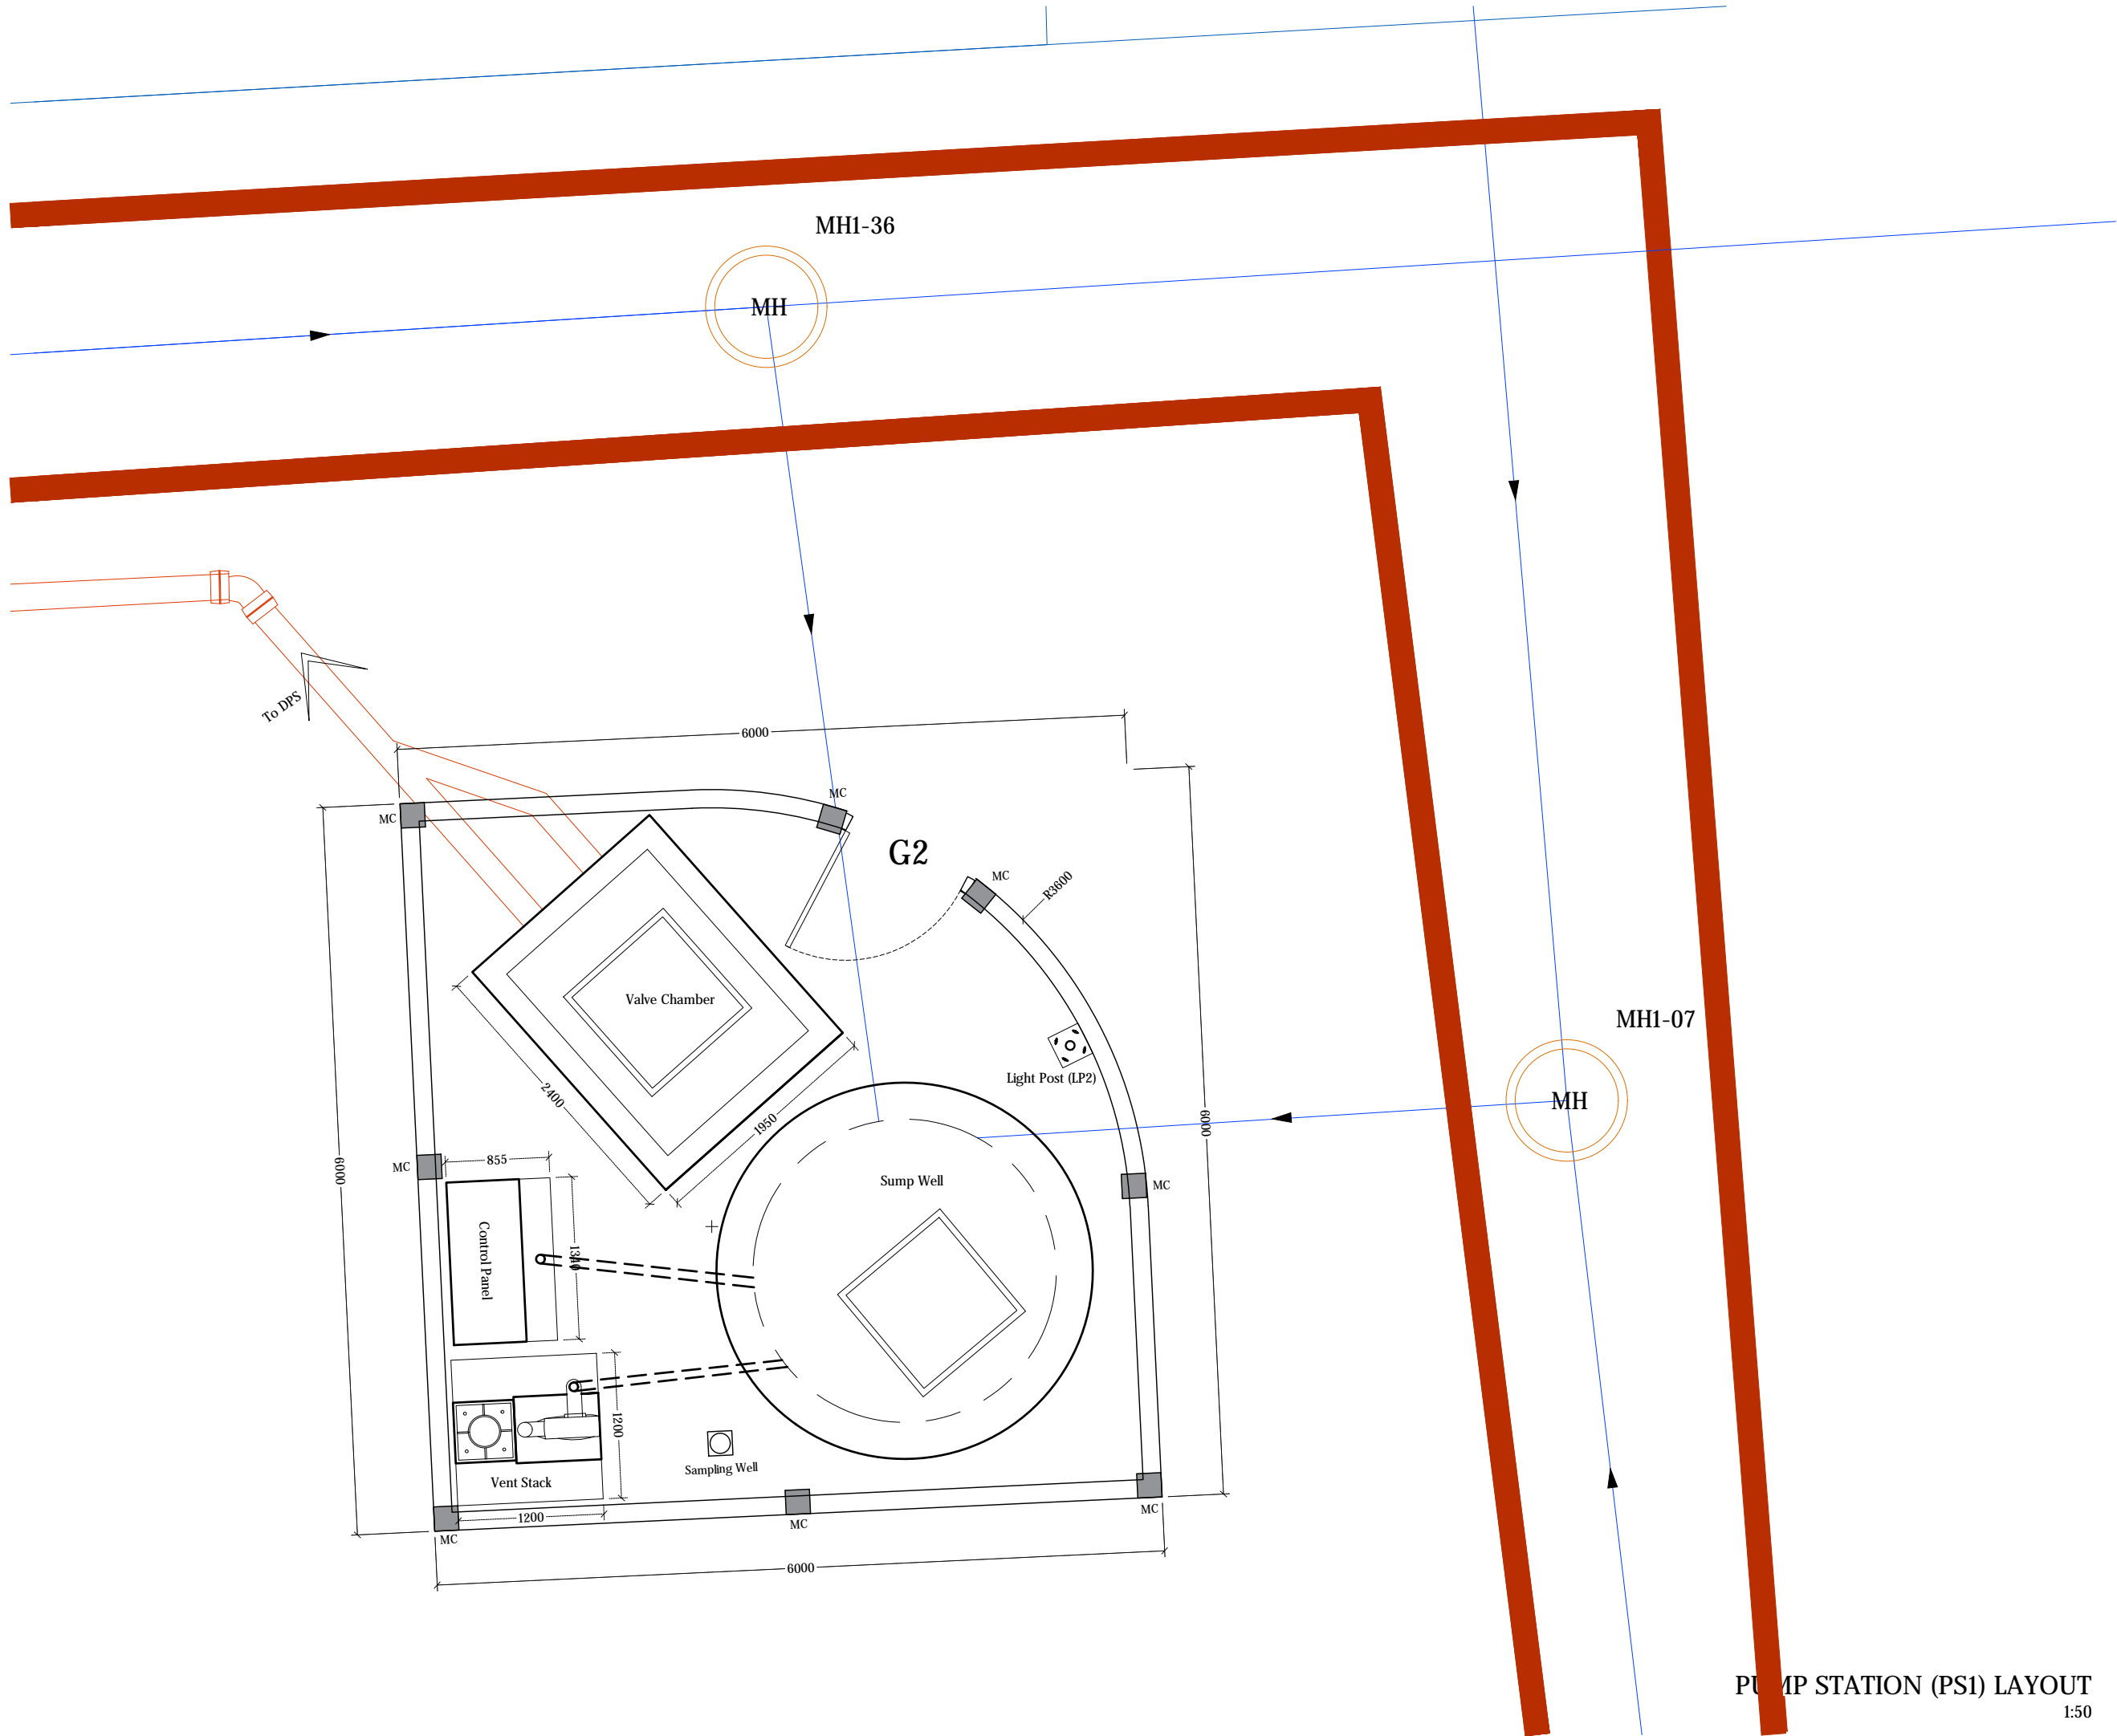 MH1-36
MH
To DPS
6000
MC
MC
G2
MC
R3600
Valve Chamber
MH1-07
Light Post (LP2)
2400
1950
MH
6000
6000
855
MC
Sump Well
MC
Control Panel
1340
1200
Sampling Well
Vent Stack
MC
1200
MC
MC
6000
PUMP STATION (PS1) LAYOUT
1:50